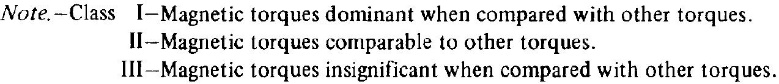 Note.—Class I—Magnetic torques dominant when compared with other torques.
II—Magnetic torques comparable to other torques.
III—Magnetic torques insignificant when compared with other torques.